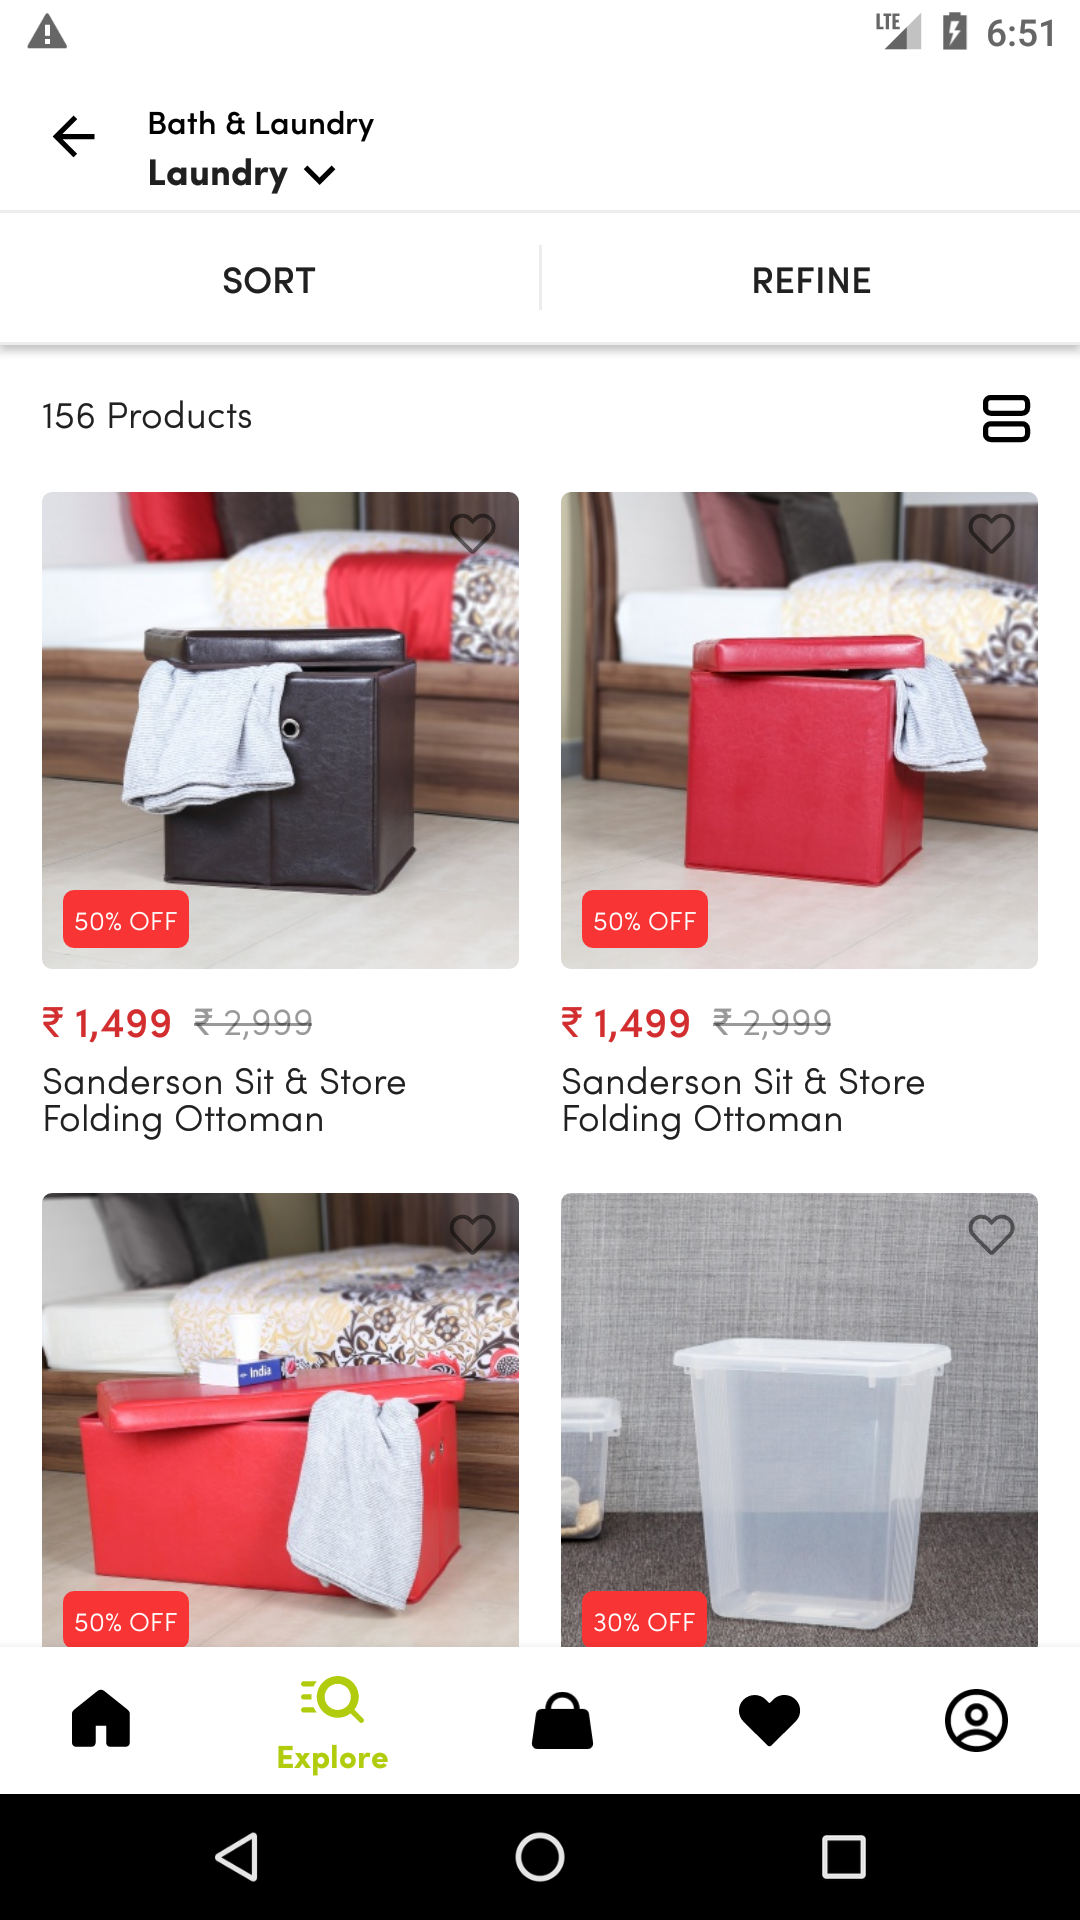 LTE 6:51
Bath & Laundry
Laundry
SORT
REFINE
156 Products
50% OFF
50% OFF
₹ 1,499 ₹ 2,999
₹ 1,499 ₹ 2,999
Sanderson Sit & Store
Folding Ottoman
Sanderson Sit & Store
Folding Ottoman
India
50% OFF
30% OFF
Explore